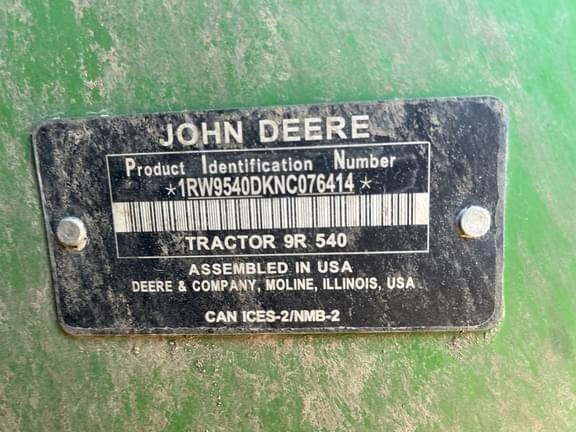 JOHN DEERE
Product Identification Number
*1RW9540DKNC076414*
TRACTOR 9R 540
ASSEMBLED IN USA
DEERE & COMPANY, MOLINE, ILLINOIS, USA
CAN ICES-2/NMB-2